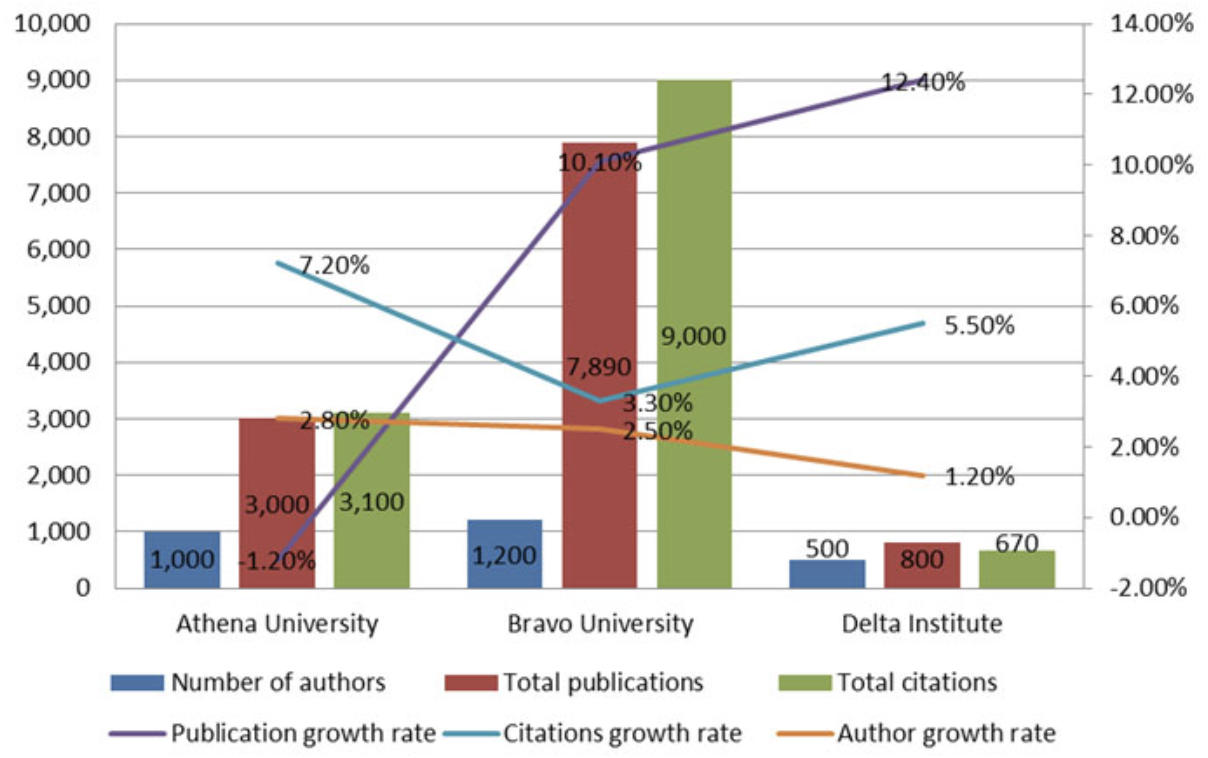 10,000 14.00%
9,000 12.40% 12.00%
8,000
10.10% 10.00%
7,000
8.00%
6,000 7.20%
5,000 9,000 5.50% 6.00%
4,000 7,890 4.00%
3.30%
3,000 2.80% 2.50%
2.00%
2,000 3,000 3,100 1.20%
0.00%
1,000 1,000 -1.20% 1,200 500 800 670
0 -2.00%
Athena University Bravo University Delta Institute
Number of authors Total publications Total citations
Publication growth rate Citations growth rate Author growth rate